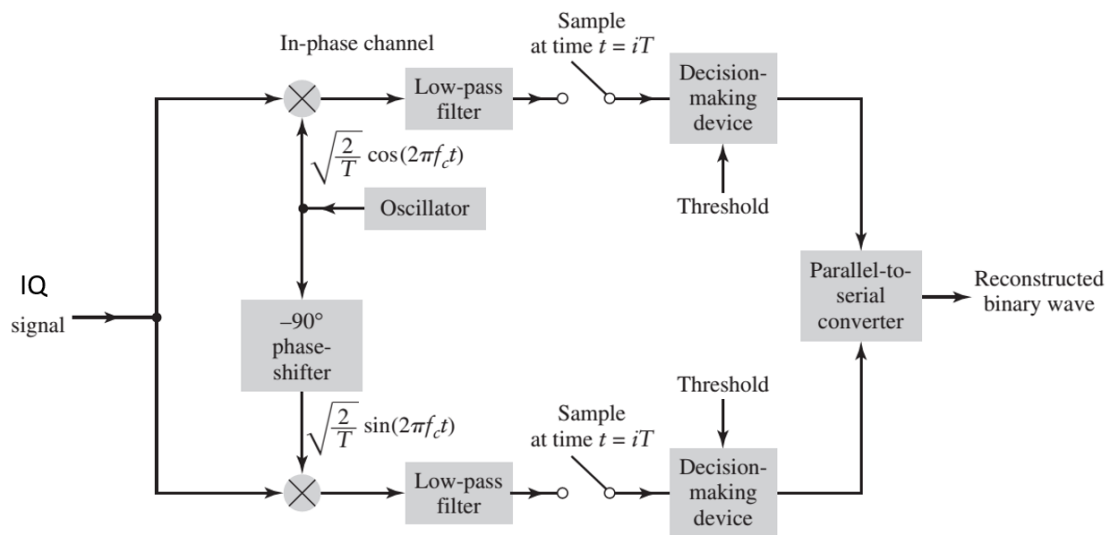 Sample
at time t = iT
In-phase channel
Low-pass
filter
Decision-
making
device
√2/T cos(2πf_ct)
Oscillator
Threshold
IQ
signal
–90°
phase-
shifter
Parallel-to-
serial
converter
Reconstructed
binary wave
Threshold
√2/T sin(2πf_ct)
Sample
at time t = iT
Low-pass
filter
Decision-
making
device